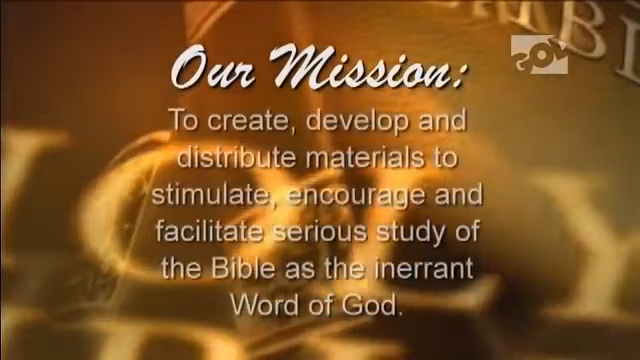 GOD
Our Mission:
To create, develop and
distribute materials to
stimulate, encourage and
facilitate serious study of
the Bible as the inerrant
Word of God.